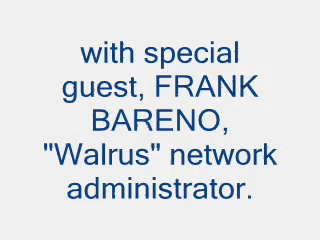 with special
guest, FRANK
BARENO,
"Walrus" network
administrator.